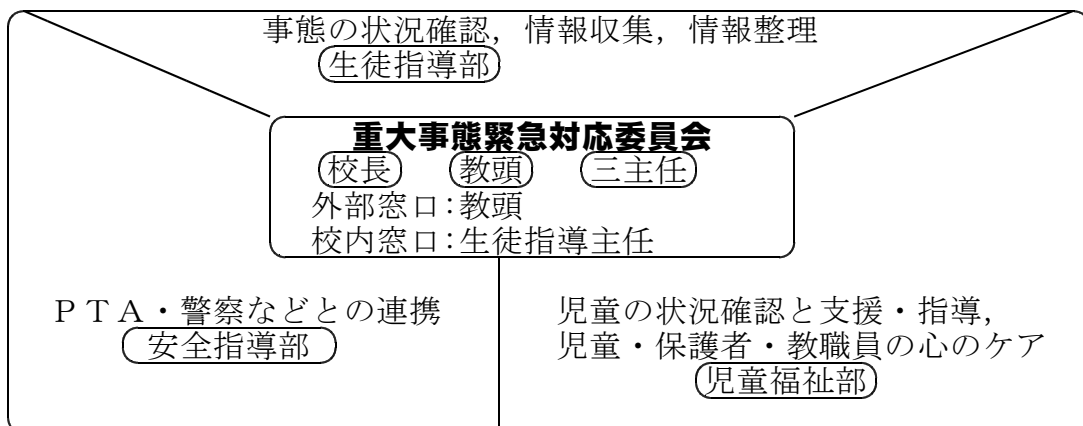 事態の状況確認，情報収集，情報整理
生徒指導部
重大事態緊急対応委員会
校長 教頭 三主任
外部窓口：教頭
校内窓口：生徒指導主任
ＰＴＡ・警察などとの連携
安全指導部
児童の状況確認と支援・指導，
児童・保護者・教職員の心のケア
児童福祉部